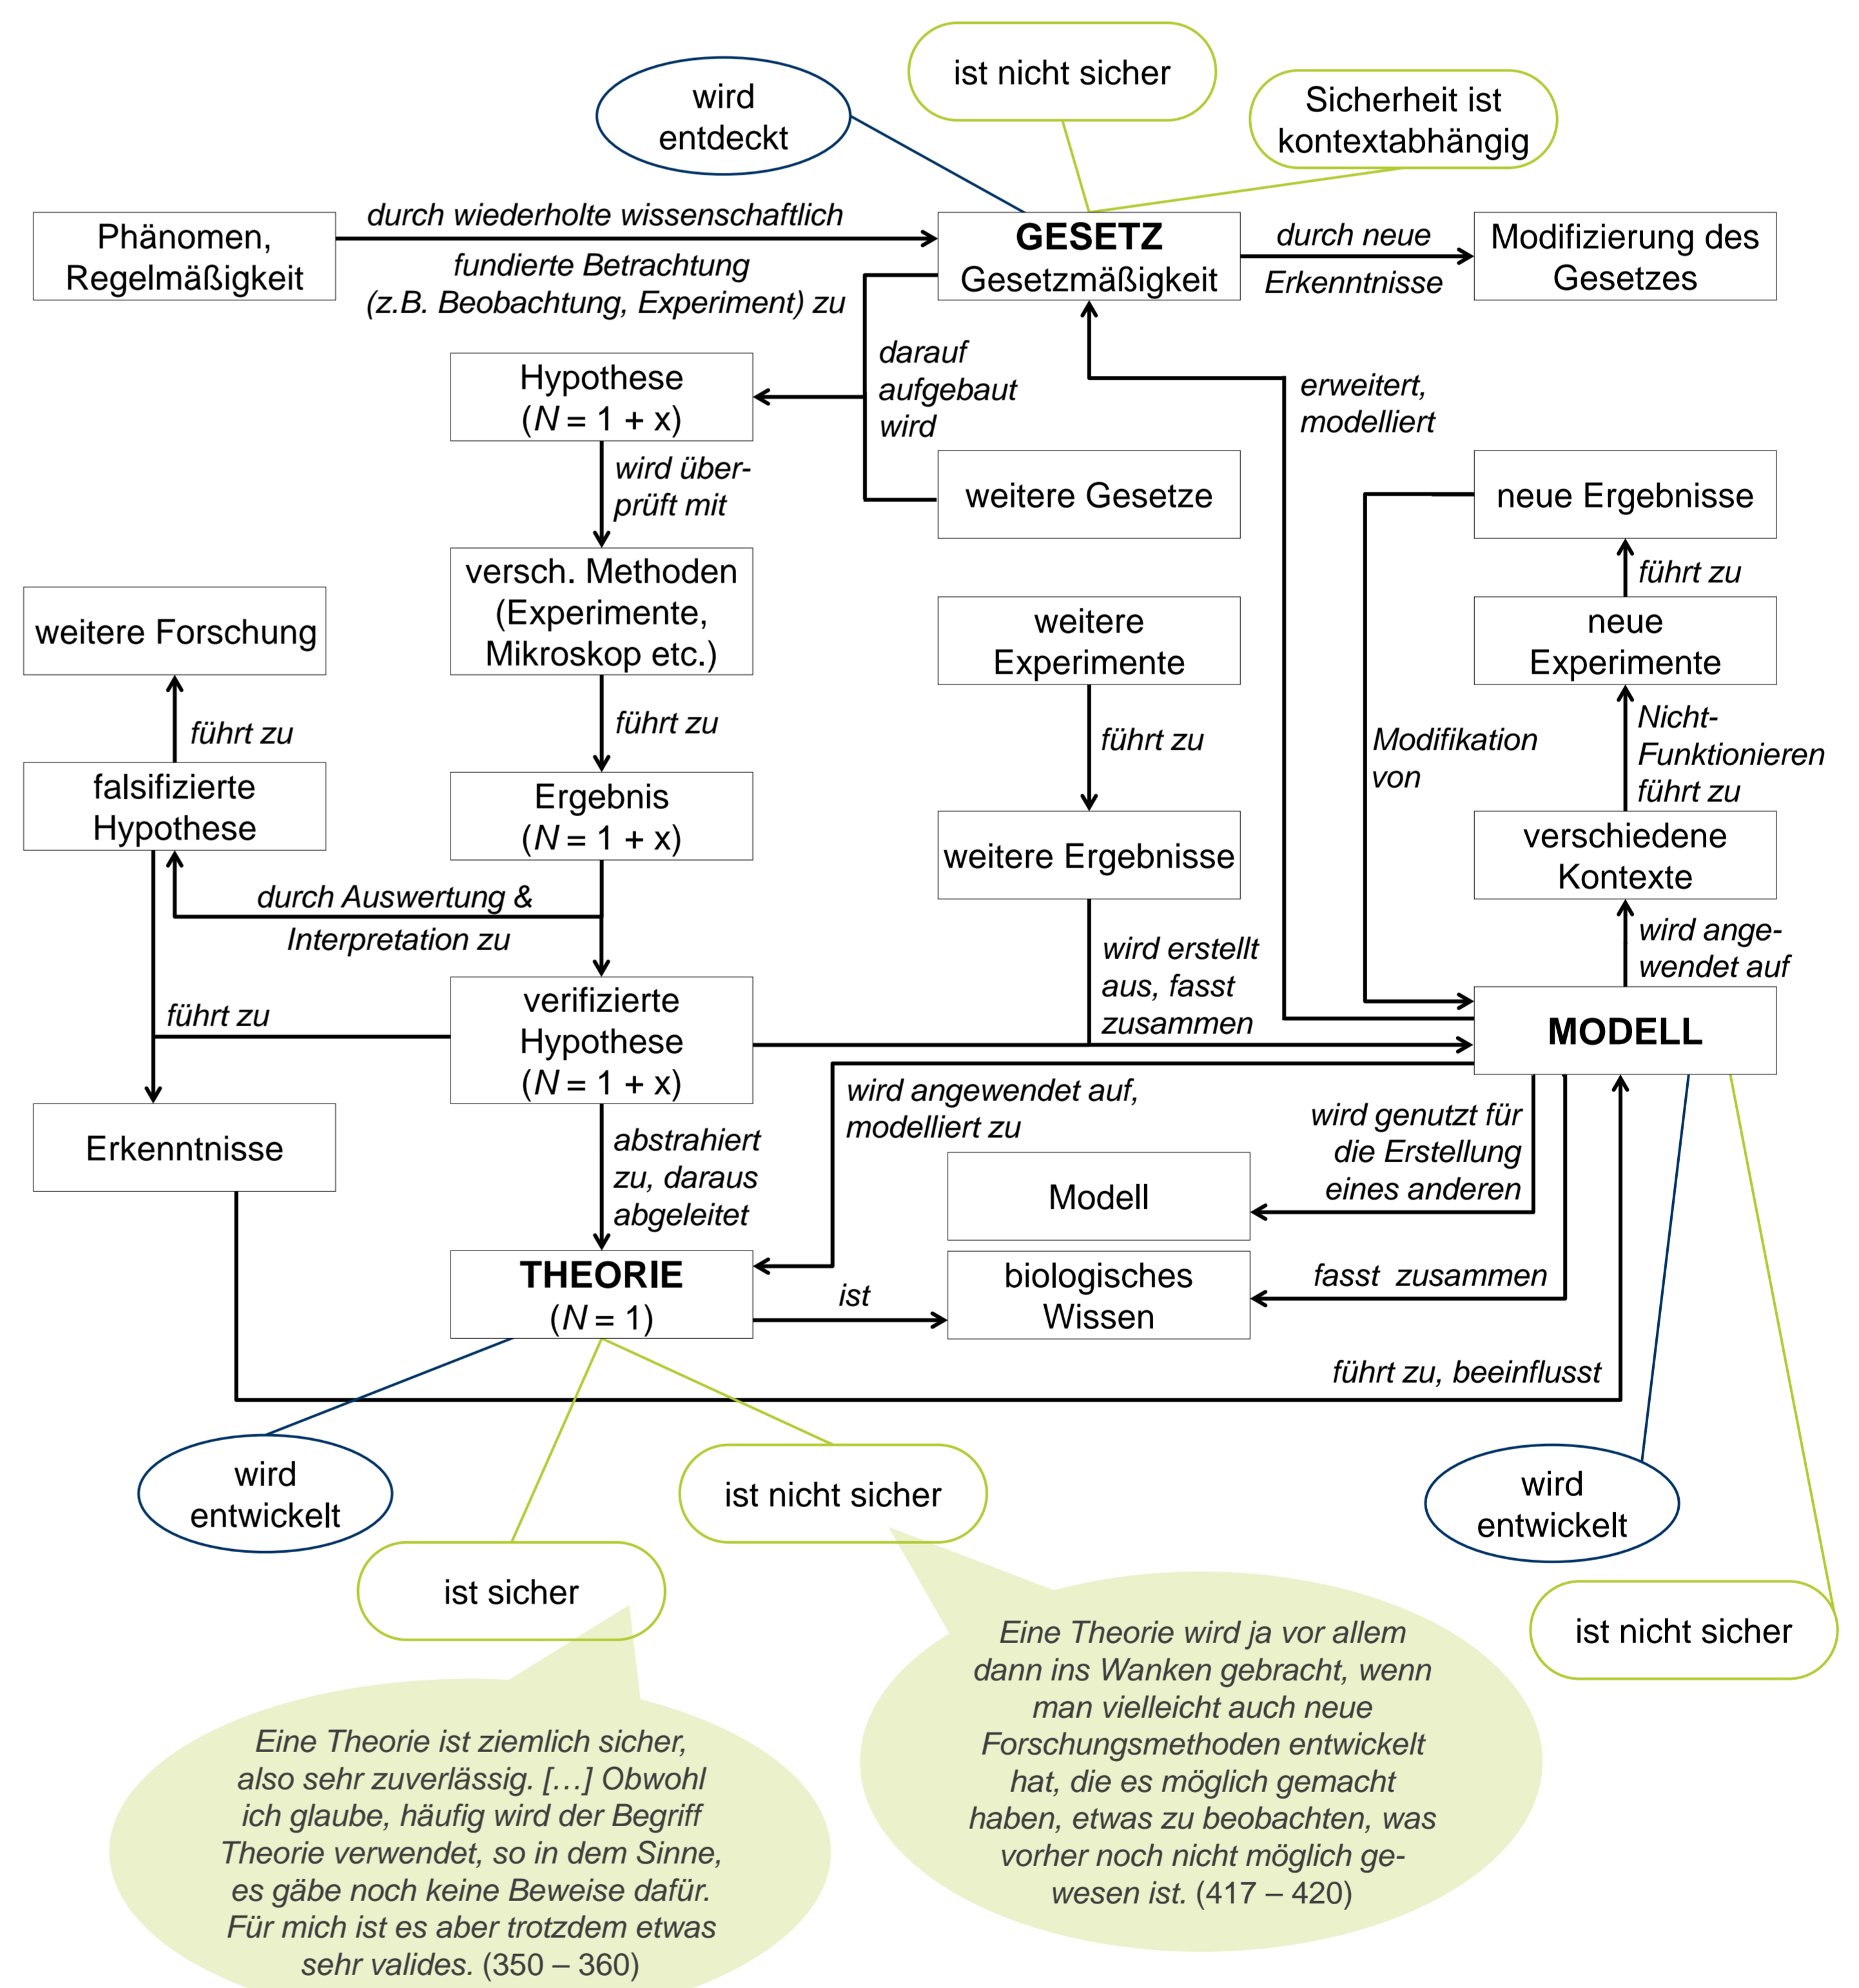 wird
entdeckt
ist nicht sicher
Sicherheit ist
kontextabhängig
Phänomen,
Regelmäßigkeit
durch wiederholte wissenschaftlich
fundierte Betrachtung
(z.B. Beobachtung, Experiment) zu
GESETZ
Gesetzmäßigkeit
durch neue
Erkenntnisse
Modifizierung des
Gesetzes
Hypothese
(N = 1 + x)
darauf
aufgebaut
wird
erweitert,
modelliert
wird über-
prüft mit
weitere Gesetze
neue Ergebnisse
versch. Methoden
(Experimente,
Mikroskop etc.)
führt zu
weitere Forschung
weitere
Experimente
neue
Experimente
führt zu
führt zu
führt zu
Modifikation
von
Nicht-
Funktionieren
führt zu
falsifizierte
Hypothese
Ergebnis
(N = 1 + x)
weitere Ergebnisse
verschiedene
Kontexte
durch Auswertung &
Interpretation zu
wird erstellt
aus, fasst
zusammen
wird ange-
wendet auf
führt zu
verifizierte
Hypothese
(N = 1 + x)
MODELL
Erkenntnisse
abstrahiert
zu, daraus
abgeleitet
wird angewendet auf,
modelliert zu
wird genutzt für
die Erstellung
eines anderen
Modell
THEORIE
(N = 1)
ist
biologisches
Wissen
fasst zusammen
führt zu, beeinflusst
wird
entwickelt
ist sicher
ist nicht sicher
wird
entwickelt
ist nicht sicher
Eine Theorie ist ziemlich sicher,
also sehr zuverlässig. […] Obwohl
ich glaube, häufig wird der Begriff
Theorie verwendet, so in dem Sinne,
es gäbe noch keine Beweise dafür.
Für mich ist es aber trotzdem etwas
sehr valides. (350 – 360)
Eine Theorie wird ja vor allem
dann ins Wanken gebracht, wenn
man vielleicht auch neue
Forschungsmethoden entwickelt
hat, die es möglich gemacht
haben, etwas zu beobachten, was
vorher noch nicht möglich ge-
wesen ist. (417 – 420)